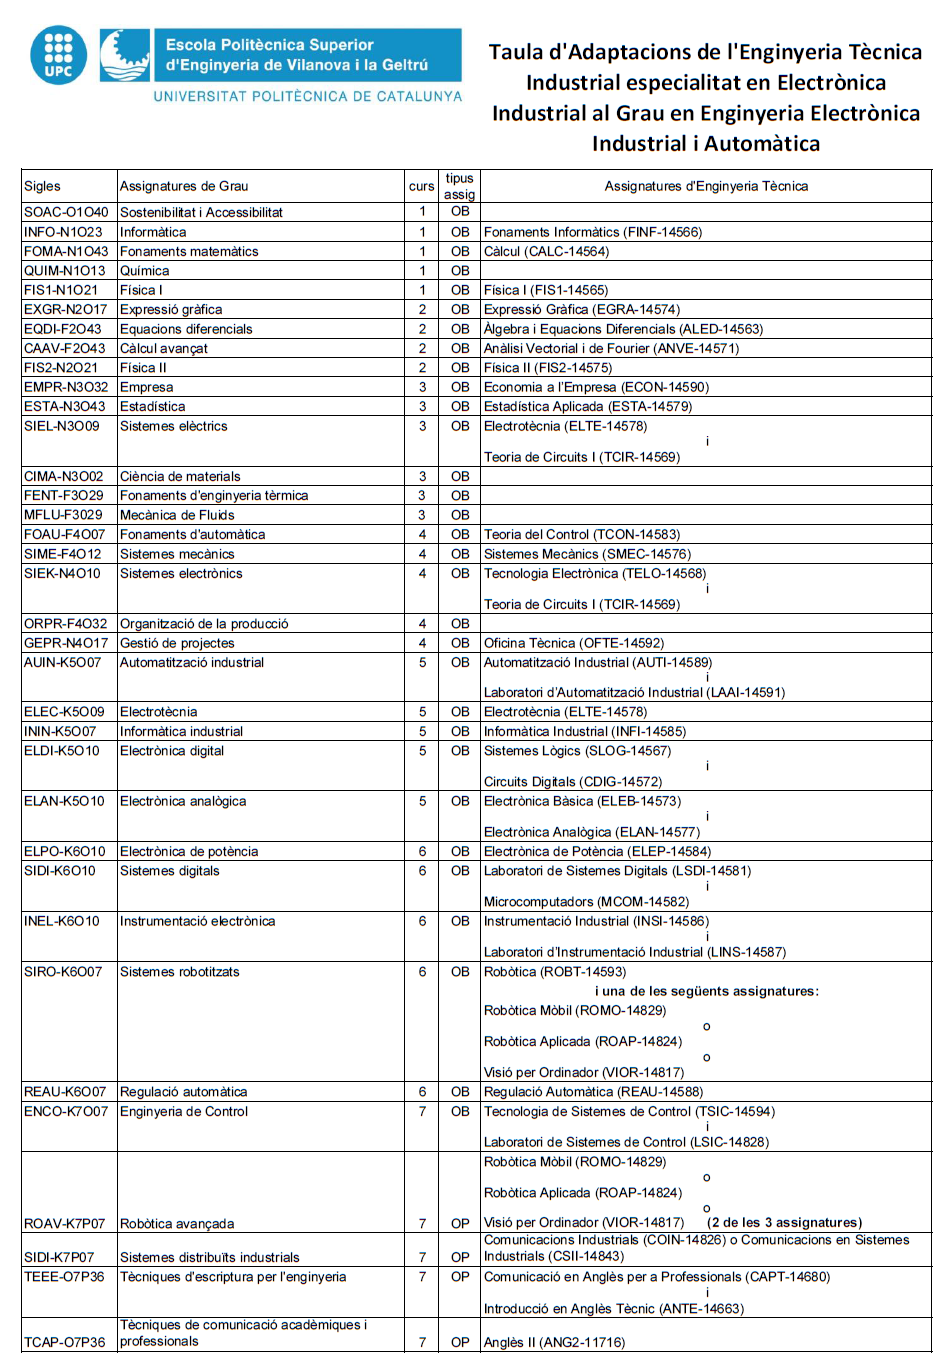 UPC
Escola Politècnica Superior
d'Enginyeria de Vilanova i la Geltrú
UNIVERSITAT POLITÈCNICA DE CATALUNYA
Taula d'Adaptacions de l'Enginyeria Tècnica
Industrial especialitat en Electrònica
Industrial al Grau en Enginyeria Electrònica
Industrial i Automàtica
Sigles Assignatures de Grau curs tipus assig Assignatures d'Enginyeria Tècnica
SOAC-O1O40 Sostenibilitat i Accessibilitat 1 OB
INFO-N1O23 Informàtica 1 OB Fonaments Informàtics (FINF-14566)
FOMA-N1O43 Fonaments matemàtics 1 OB Càlcul (CALC-14564)
QUIM-N1O13 Química 1 OB
FIS1-N1O21 Física I 1 OB Física I (FIS1-14565)
EXGR-N2O17 Expressió gràfica 2 OB Expressió Gràfica (EGRA-14574)
EQDI-F2O43 Equacions diferencials 2 OB Àlgebra i Equacions Diferencials (ALED-14563)
CAAV-F2O43 Càlcul avançat 2 OB Anàlisi Vectorial i de Fourier (ANVE-14571)
FIS2-N2O21 Física II 2 OB Física II (FIS2-14575)
EMPR-N3O32 Empresa 3 OB Economia a l'Empresa (ECON-14590)
ESTA-N3O43 Estadística 3 OB Estadística Aplicada (ESTA-14579)
SIEL-N3O09 Sistemes elèctrics 3 OB Electrotècnia (ELTE-14578)
i
Teoria de Circuits I (TCIR-14569)
CIMA-N3O02 Ciència de materials 3 OB
FENT-F3O29 Fonaments d'enginyeria tèrmica 3 OB
MFLU-F3029 Mecànica de Fluids 3 OB
FOAU-F4O07 Fonaments d'automàtica 4 OB Teoria del Control (TCON-14583)
SIME-F4O12 Sistemes mecànics 4 OB Sistemes Mecànics (SMEC-14576)
SIEK-N4O10 Sistemes electrònics 4 OB Tecnologia Electrònica (TELO-14568)
i
Teoria de Circuits I (TCIR-14569)
ORPR-F4O32 Organització de la producció 4 OB
GEPR-N4O17 Gestió de projectes 4 OB Oficina Tècnica (OFTE-14592)
AUIN-K5O07 Automatització industrial 5 OB Automatització Industrial (AUTI-14589)
i
Laboratori d'Automatització Industrial (LAAI-14591)
ELEC-K5O09 Electrotècnia 5 OB Electrotècnia (ELTE-14578)
ININ-K5O07 Informàtica industrial 5 OB Informàtica Industrial (INFI-14585)
ELDI-K5O10 Electrònica digital 5 OB Sistemes Lògics (SLOG-14567)
i
Circuits Digitals (CDIG-14572)
ELAN-K5O10 Electrònica analògica 5 OB Electrònica Bàsica (ELEB-14573)
i
Electrònica Analògica (ELAN-14577)
ELPO-K6O10 Electrònica de potència 6 OB Electrònica de Potència (ELEP-14584)
SIDI-K6O10 Sistemes digitals 6 OB Laboratori de Sistemes Digitals (LSDI-14581)
i
Microcomputadors (MCOM-14582)
INEL-K6O10 Instrumentació electrònica 6 OB Instrumentació Industrial (INSI-14586)
i
Laboratori d'Instrumentació Industrial (LINS-14587)
SIRO-K6O07 Sistemes robotitzats 6 OB Robòtica (ROBT-14593)
i una de les següents assignatures:
Robòtica Mòbil (ROMO-14829)
o
Robòtica Aplicada (ROAP-14824)
o
Visió per Ordinador (VIOR-14817)
REAU-K6O07 Regulació automàtica 6 OB Regulació Automàtica (REAU-14588)
ENCO-K7O07 Enginyeria de Control 7 OB Tecnologia de Sistemes de Control (TSIC-14594)
i
Laboratori de Sistemes de Control (LSIC-14828)
Robòtica Mòbil (ROMO-14829)
o
Robòtica Aplicada (ROAP-14824)
o
ROAV-K7P07 Robòtica avançada 7 OP Visió per Ordinador (VIOR-14817) (2 de les 3 assignatures)
Comunicacions Industrials (COIN-14826) o Comunicacions en Sistemes
SIDI-K7P07 Sistemes distribuïts industrials 7 OP Industrials (CSII-14843)
TEEE-O7P36 Tècniques d'escriptura per l'enginyeria 7 OP Comunicació en Anglès per a Professionals (CAPT-14680)
i
Introducció en Anglès Tècnic (ANTE-14663)
Tècniques de comunicació acadèmiques i
TCAP-O7P36 professionals 7 OP Anglès II (ANG2-11716)